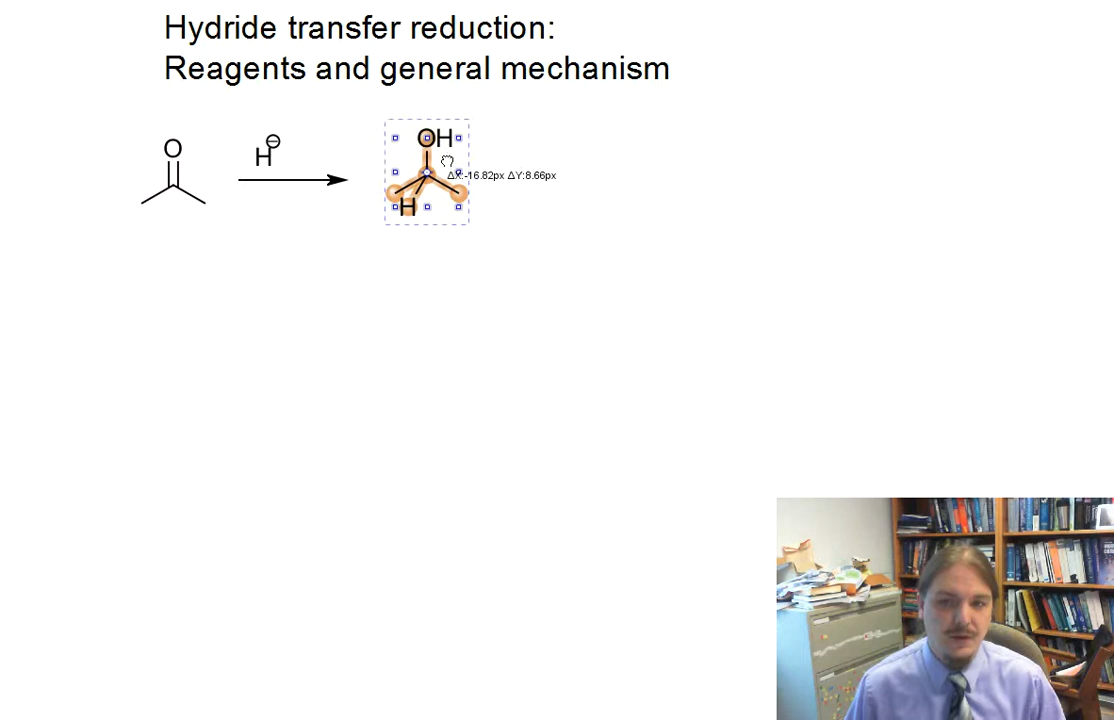 Hydride transfer reduction:
Reagents and general mechanism
O
H⊖
OH
H
ΔX:-16.82px ΔY:8.66px